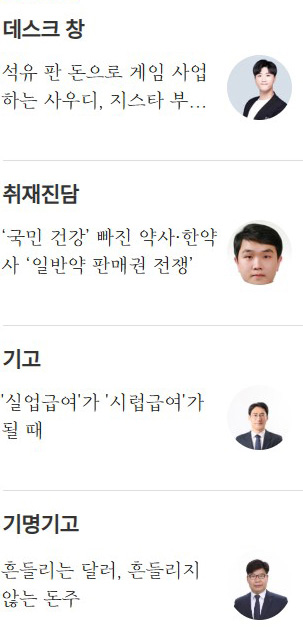 데스크 창
석유 판 돈으로 게임 사업
하는 사우디, 지스타 부…
취재진담
‘국민 건강’ 빠진 약사·한약
사 ‘일반약 판매권 전쟁’
기고
'실업급여'가 '시럽급여'가
될 때
기명기고
흔들리는 달러, 흔들리지
않는 돈주